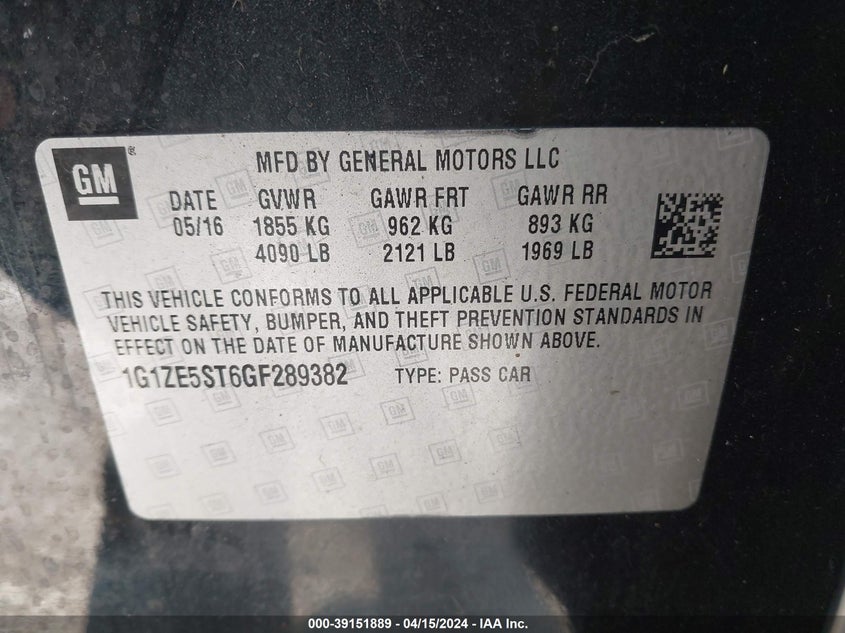 GM ® MFD BY GENERAL MOTORS LLC
DATE GVWR GAWR FRT GAWR RR
05/16 1855 KG 962 KG 893 KG
4090 LB 2121 LB 1969 LB
THIS VEHICLE CONFORMS TO ALL APPLICABLE U.S. FEDERAL MOTOR
VEHICLE SAFETY, BUMPER, AND THEFT PREVENTION STANDARDS IN
EFFECT ON THE DATE OF MANUFACTURE SHOWN ABOVE.
1G1ZE5ST6GF289382 TYPE: PASS CAR
000-39151889 - 04/15/2024 - IAA Inc.